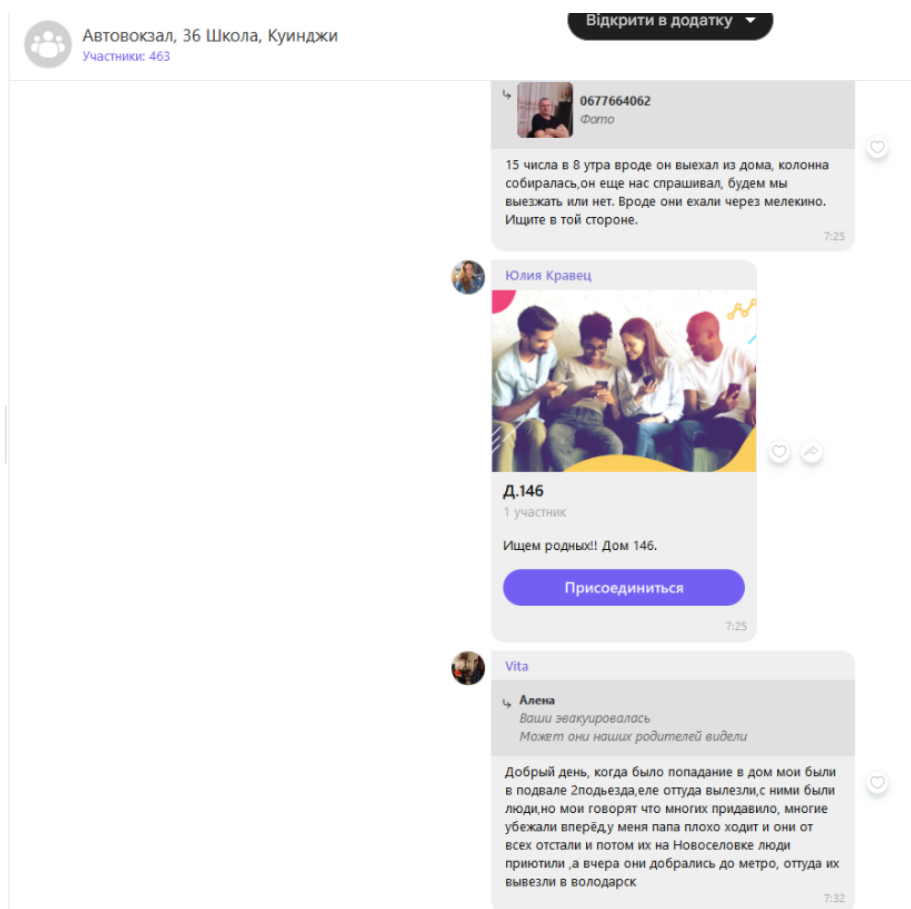 Автовокзал, 36 Школа, Куинджи
Участники: 463
Відкрити в додатку
0677664062
Фото
15 числа в 8 утра вроде он выехал из дома, колонна
собиралась,он еще нас спрашивал, будем мы
выезжать или нет. Вроде они ехали через мелекино.
Ищите в той стороне.
7:25
Юлия Кравец
Д.146
1 участник
Ищем родных!! Дом 146.
Присоединиться
7:25
Vita
Алена
Ваши эвакуировалась
Может они наших родителей видели
Добрый день, когда было попадание в дом мои были
в подвале 2подьезда,еле оттуда вылезли,с ними были
люди,но мои говорят что многих придавило, многие
убежали вперёд,у меня папа плохо ходит и они от
всех отстали и потом их на Новоселовке люди
приютили ,а вчера они добрались до метро, оттуда их
вывезли в володарск
7:32